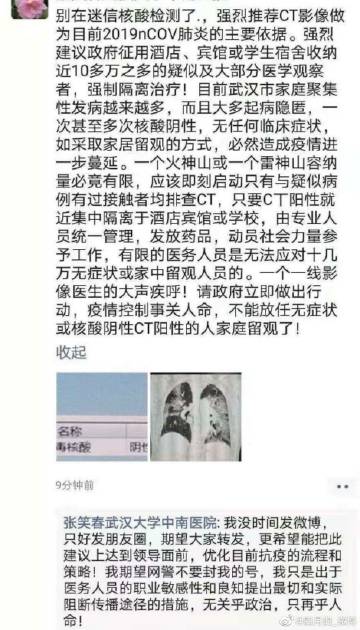 别在迷信核酸检测了.，强烈推荐CT影像做
为目前2019nCOV肺炎的主要依据。强烈
建议政府征用酒店、宾馆或学生宿舍收纳
近10多万之多的疑似及大部分医学观察
者，强制隔离治疗！目前武汉市家庭聚集
性发病越来越多，而且大多起病隐匿，一
次甚至多次核酸阴性，无任何临床症状，
如采取家居留观的方式，必然造成疫情进
一步蔓延。一个火神山或一个雷神山容纳
量必竟有限，应该即刻启动只有与疑似病
例有过接触者均排查CT，只要CT阳性就
近集中隔离于酒店宾馆或学校，由专业人
员统一管理，发放药品，动员社会力量参
予工作，有限的医务人员是无法应对十几
万无症状或家中留观人员的。一个一线影
像医生的大声疾呼！请政府立即做出行
动，疫情控制事关人命，不能放任无症状
或核酸阴性CT阳性的人家庭留观了！
收起
名称
毒核酸
阴性
9分钟前
张笑春武汉大学中南医院: 我没时间发微博，
只好发朋友圈，期望大家转发，更希望能把此
建议上达到领导面前，优化目前抗疫的流程和
策略！我期望网警不要封我的号，我只是出于
医务人员的职业敏感性和良知提出最切和实际
阻断传播途径的措施，无关乎政治，只再乎人
命！